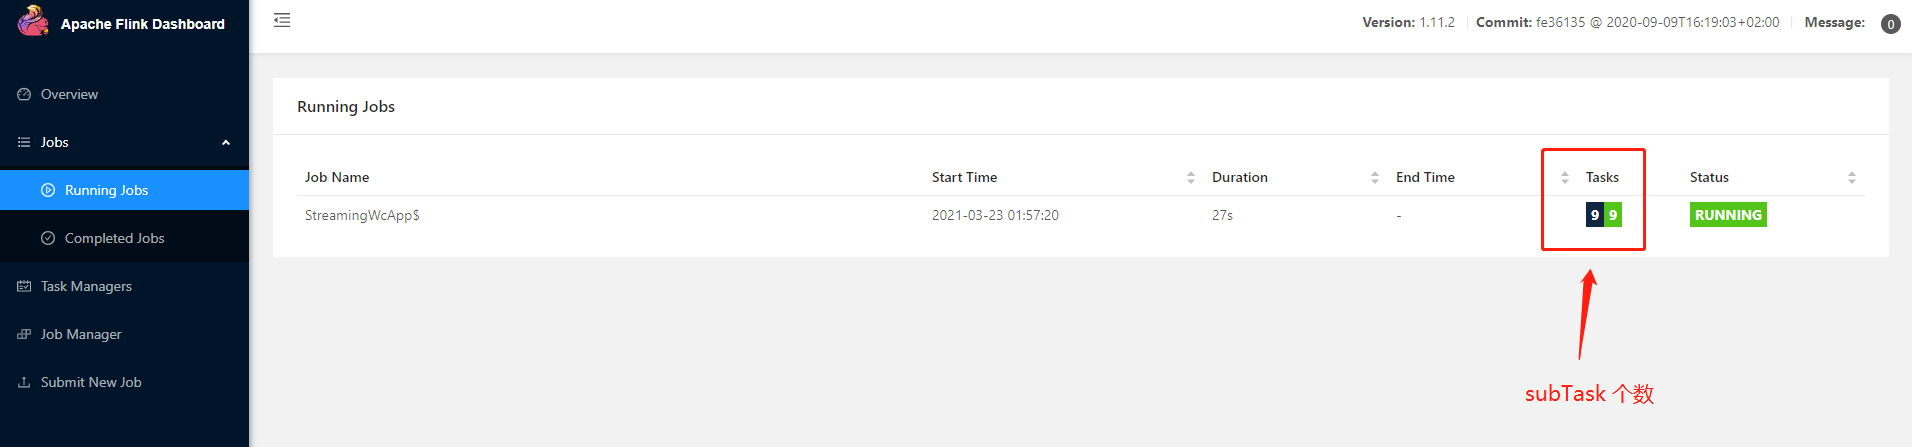 Apache Flink Dashboard
Version: 1.11.2 Commit: fe36135 @ 2020-09-09T16:19:03+02:00 Message: 0
Overview
Jobs
Running Jobs
Completed Jobs
Task Managers
Job Manager
Submit New Job
Running Jobs
Job Name Start Time Duration End Time Tasks Status
StreamingWcApp$ 2021-03-23 01:57:20 27s - 9 9 RUNNING
subTask 个数